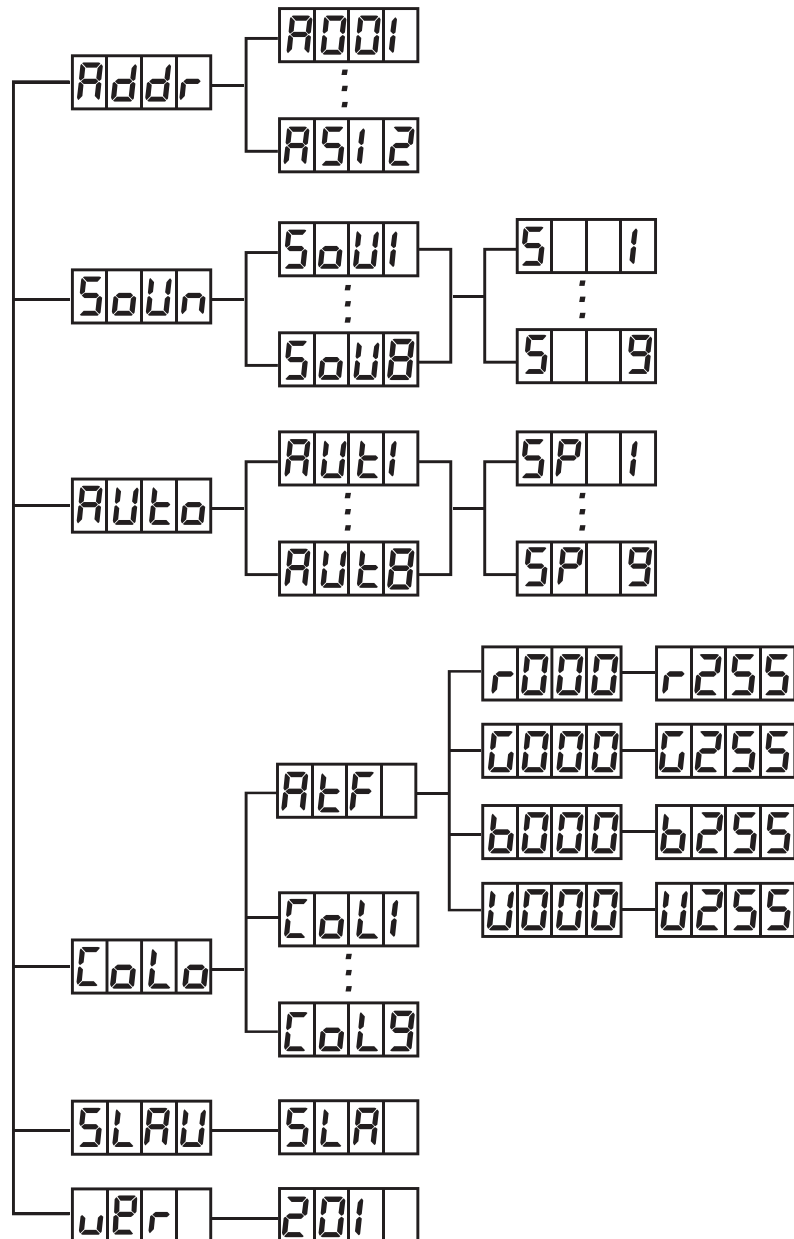 A001
Addr
A512
SoU1 S 1
SoUn
SoU8 S 9
AUt1 SP 1
AUto
AUt8 SP 9
r000 r255
G000 G255
AtF
b000 b255
U000 U255
CoL1
CoLo
CoL9
SLAU SLA
ver 201